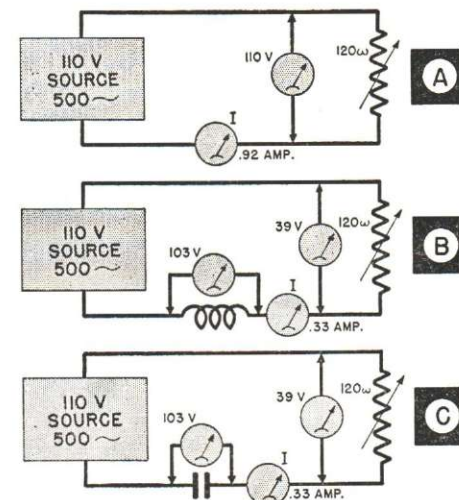 110 V
SOURCE
500~
110 V
120ω
I
.92 AMP.
A
110 V
SOURCE
500~
103 V
39 V
120ω
I
.33 AMP.
B
110 V
SOURCE
500~
103 V
39 V
120ω
I
.33 AMP.
C